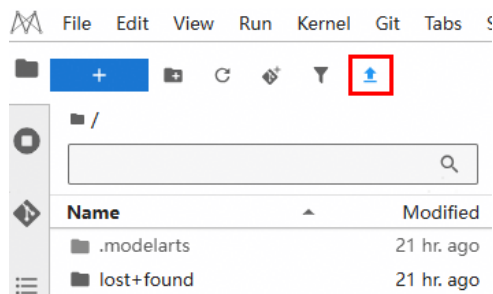 File Edit View Run Kernel Git Tabs S
/
Name Modified
.modelarts 21 hr. ago
lost+found 21 hr. ago